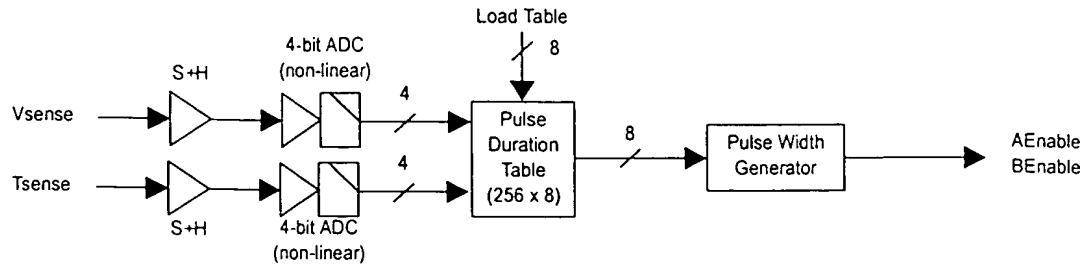 Load Table
8
4-bit ADC
(non-linear)
S+H
Vsense
4
Pulse
Duration
Table
(256 x 8)
8
Pulse Width
Generator
AEnable
BEnable
Tsense
4
S+H
4-bit ADC
(non-linear)